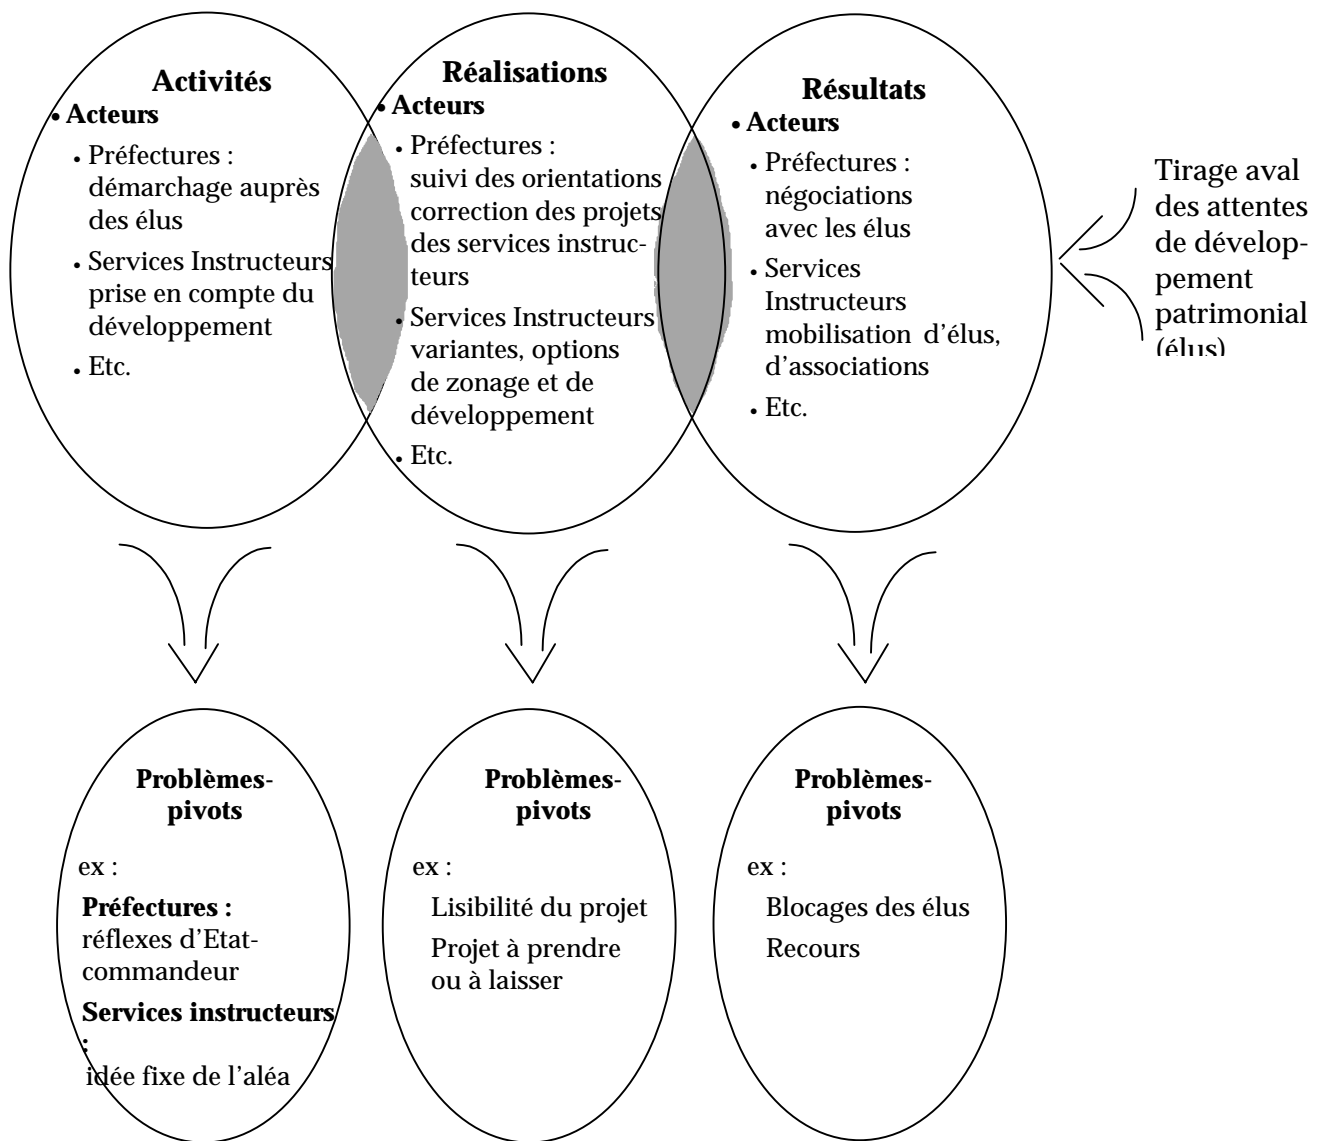 Activités
• Acteurs
• Préfectures :
démarchage auprès
des élus
• Services Instructeurs
prise en compte du
développement
• Etc.
Réalisations
• Acteurs
• Préfectures :
suivi des orientations
correction des projets
des services instruc-
teurs
• Services Instructeurs
variantes, options
de zonage et de
développement
• Etc.
Résultats
• Acteurs
• Préfectures :
négociations
avec les élus
• Services
Instructeurs
mobilisation d'élus,
d'associations
• Etc.
Tirage aval
des attentes
de dévelop-
pement
patrimonial
(élus)
Problèmes-
pivots
ex :
Préfectures :
réflexes d'Etat-
commandeur
Services instructeurs
:
idée fixe de l'aléa
Problèmes-
pivots
ex :
Lisibilité du projet
Projet à prendre
ou à laisser
Problèmes-
pivots
ex :
Blocages des élus
Recours